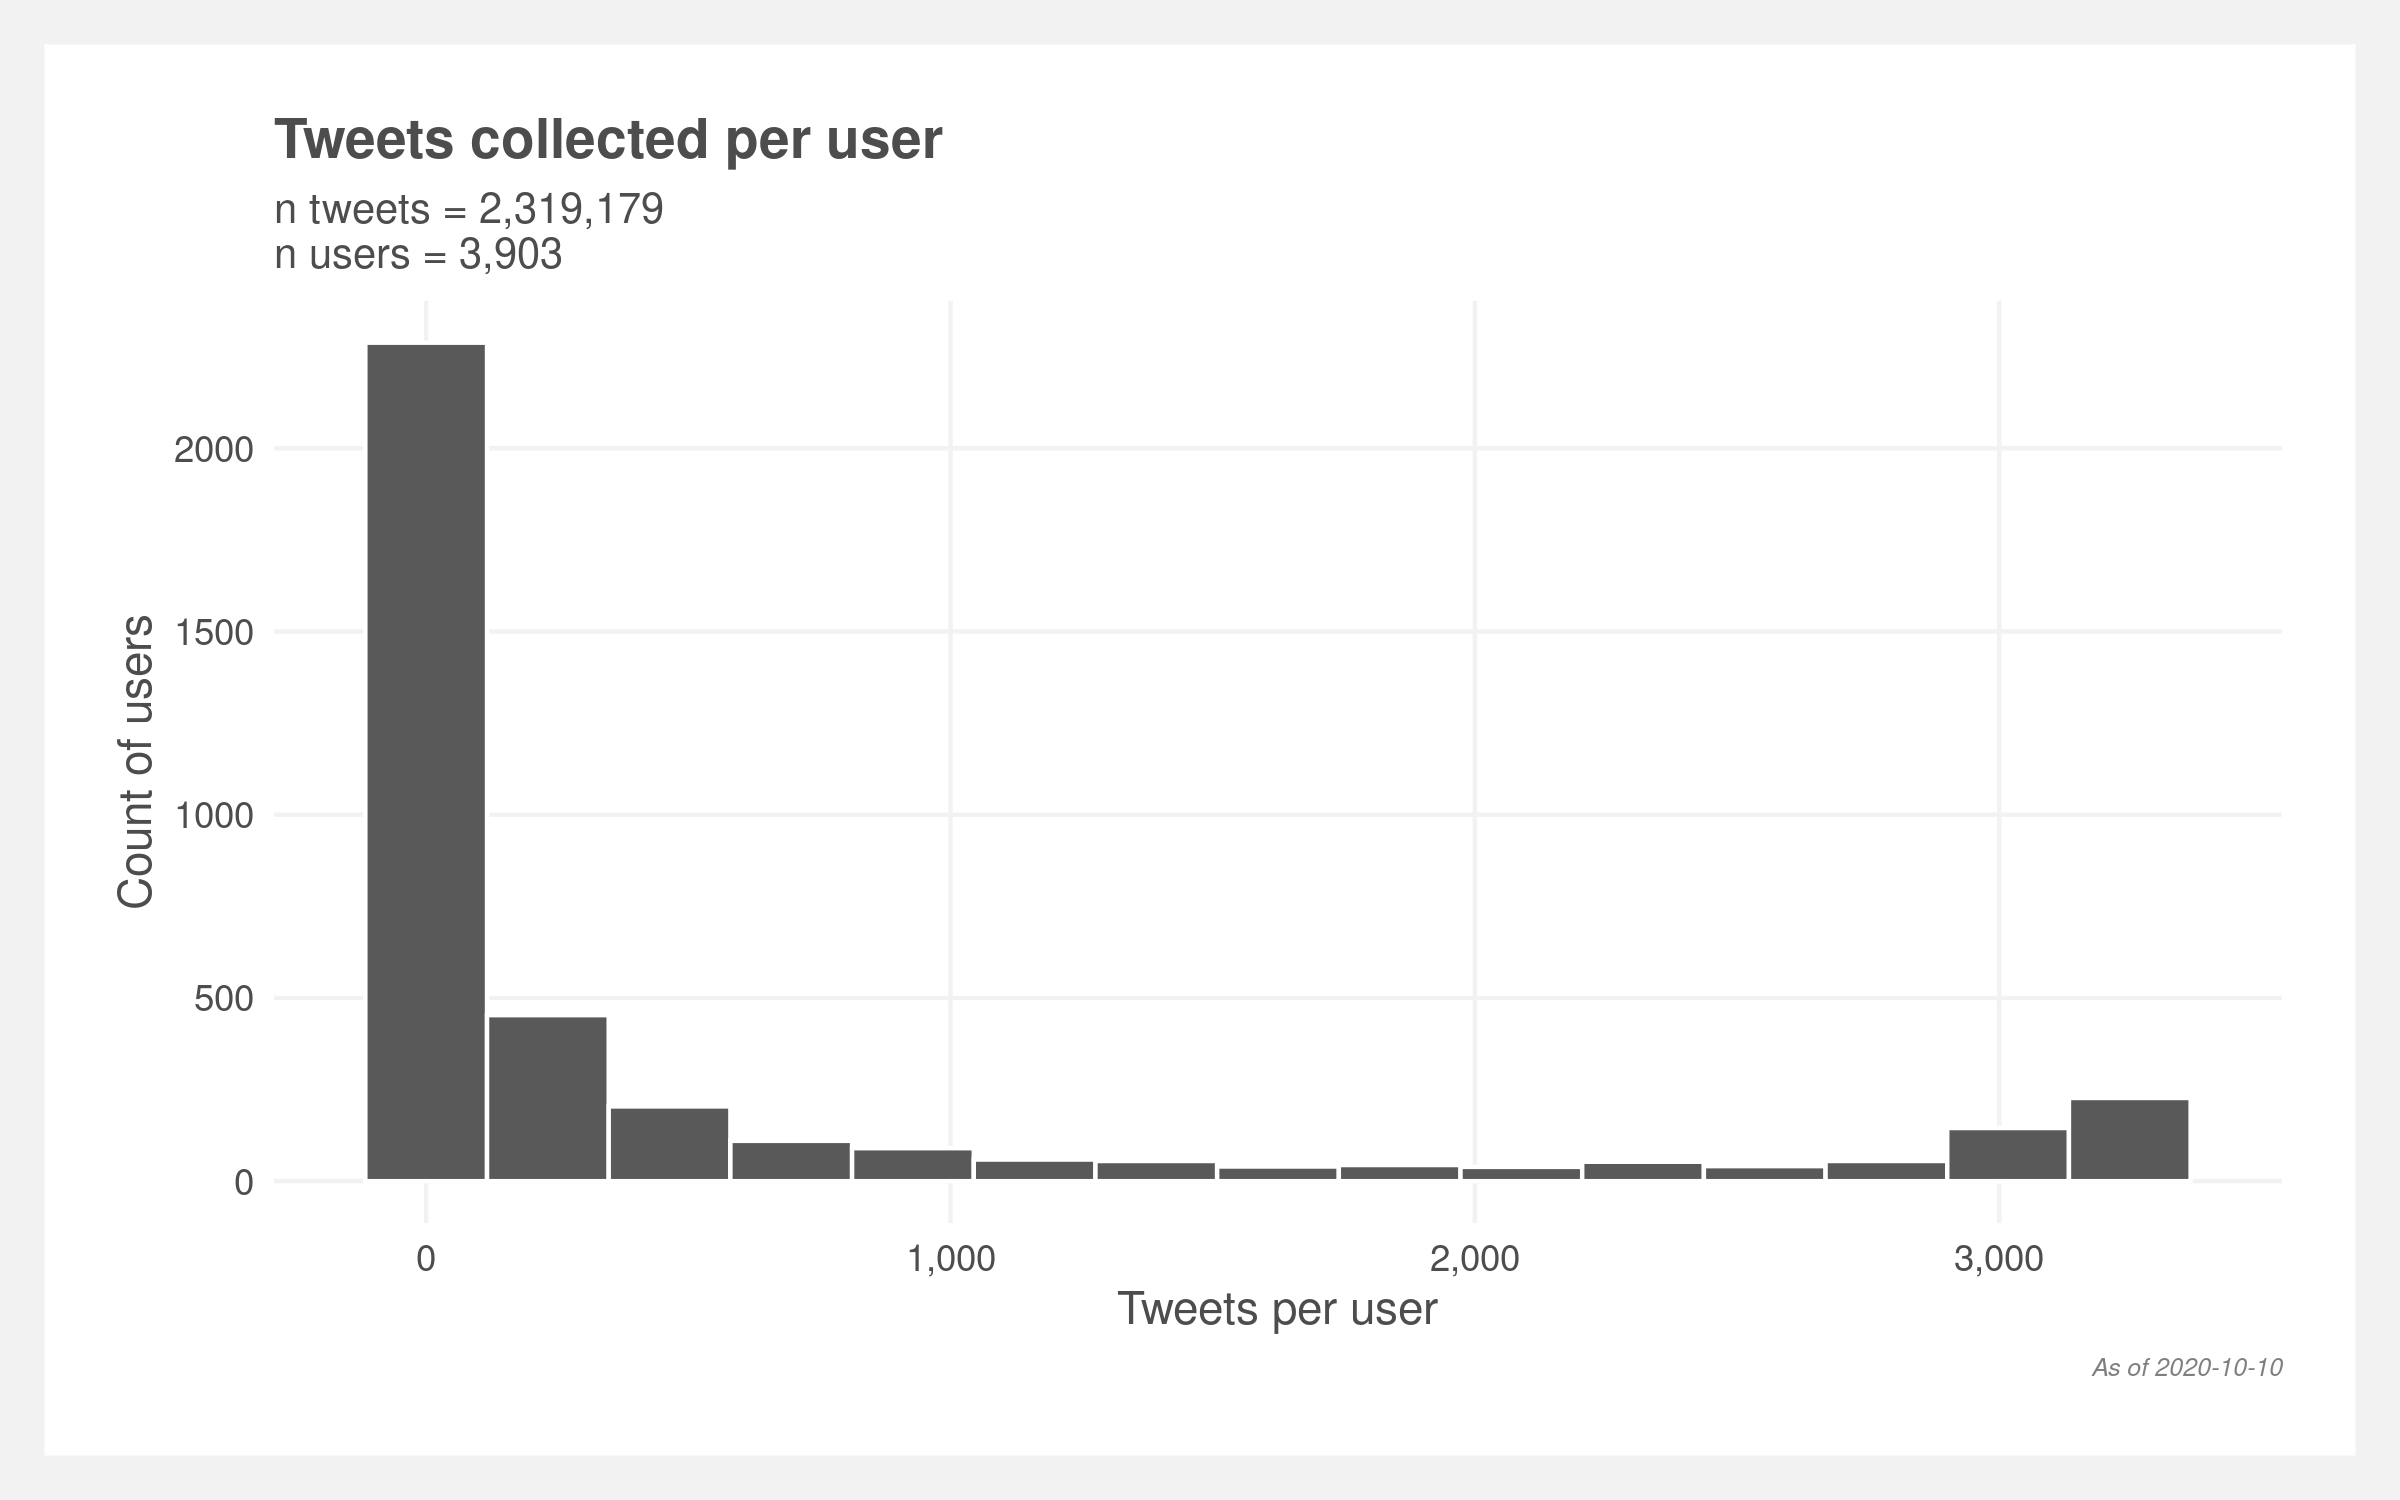 Tweets collected per user
n tweets = 2,319,179
n users = 3,903
Count of users
2000
1500
1000
500
0
0 1,000 2,000 3,000
Tweets per user
As of 2020-10-10